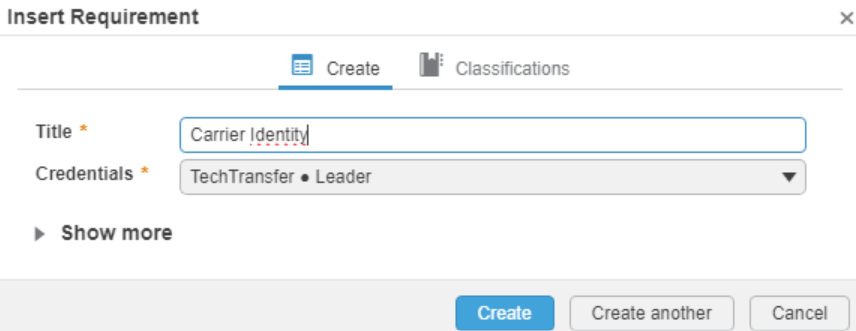 Insert Requirement ×
Create Classifications
Title * Carrier Identity
Credentials * TechTransfer ● Leader
Show more
Create Create another Cancel